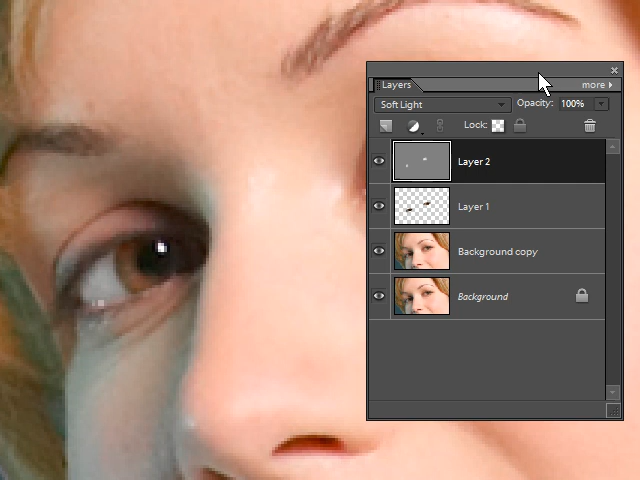 Layers
more
Soft Light
Opacity: 100%
Lock:
Layer 2
Layer 1
Background copy
Background